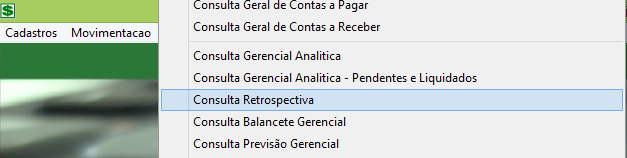 $
Cadastros Movimentacao
Consulta Geral de Contas a Pagar
Consulta Geral de Contas a Receber
Consulta Gerencial Analitica
Consulta Gerencial Analitica - Pendentes e Liquidados
Consulta Retrospectiva
Consulta Balancete Gerencial
Consulta Previsão Gerencial